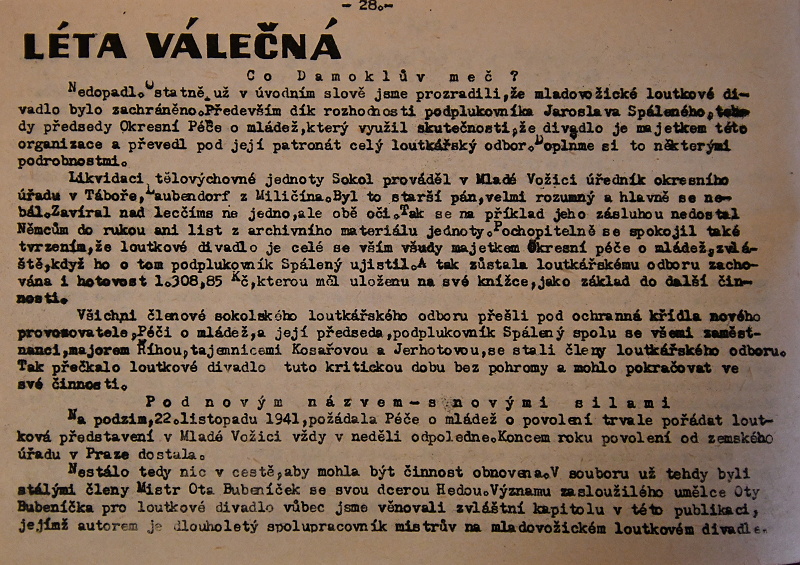 - 28.-
LÉTA VÁLEČNÁ
Co Damoklův meč ?
Nedopadlo. Ostatně už v úvodním slově jsme prozradili, že mladovožické loutkové di-
vadlo bylo zachráněno. Především dík rozhodnosti podplukovníka Jaroslava Spáleného, teh-
dy předsedy Okresní Péče o mládež, který využil skutečnosti, že divadlo je majetkem této
organizace a převedl pod její patronát celý loutkářský odbor. Doplňme si to některými
podrobnostmi.
Likvidaci tělovýchovné jednoty Sokol prováděl v Mladé Vožici úředník okresního
úřadu v Táboře, Laubendorf z Miličína. Byl to starší pán, velmi rozumný a hlavně se ne-
bál. Zavíral nad lecčíms ne jedno, ale obě oči. Tak se na příklad jeho zásluhou nedostal
Němcům do rukou ani list z archivního materiálu jednoty. Pochopitelně se spokojil také
tvrzením, že loutkové divadlo je celé se vším všudy majetkem Okresní péče o mládež, zvlá-
ště, když ho o tom podplukovník Spálený ujistil. A tak zůstala loutkářskému odboru zacho-
vána i hotovost 1.308,85 Kč, kterou měl uloženu na své knížce, jako základ do další čin-
nosti.
Všichni členové sokolského loutkářského odboru přešli pod ochranná křídla nového
provozovatele, Péči o mládež, a její předseda, podplukovník Spálený spolu se všemi zaměst-
nanci, majorem Říhou, tajemnicemi Kosařovou a Jerhotovou, se stali členy loutkářského odboru.
Tak přečkalo loutkové divadlo tuto kritickou dobu bez pohromy a mohlo pokračovat ve
své činnosti.
Pod novým názvem - s novými silami
Na podzim, 22. listopadu 1941, požádala Péče o mládež o povolení trvale pořádat lout-
ková představení v Mladé Vožici vždy v neděli odpoledne. Koncem roku povolení od zemského
úřadu v Praze dostala.
Nestálo tedy nic v cestě, aby mohla být činnost obnovena. V souboru už tehdy byli
stálými členy Mistr Ota Bubeníček se svou dcerou Hedou. Významu zasloužilého umělce Oty
Bubeníčka pro loutkové divadlo vůbec jsme věnovali zvláštní kapitolu v této publikaci,
jejímž autorem je dlouholetý spolupracovník mistrův na mladovožickém loutkovém divadle